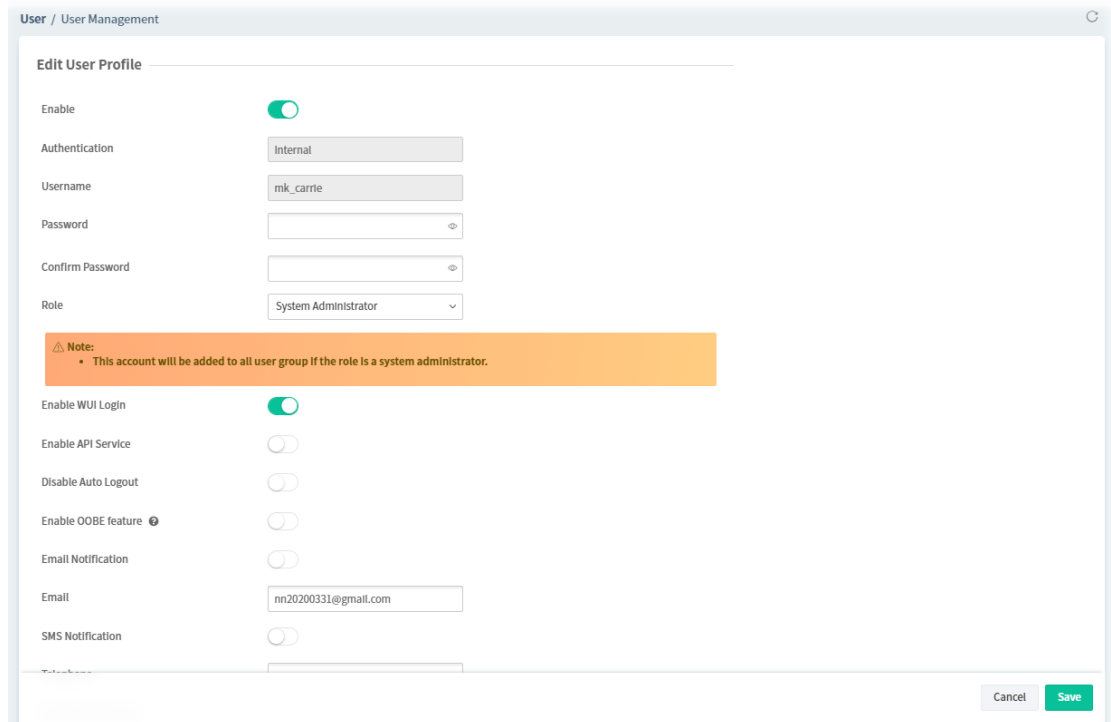 User / User Management
Edit User Profile
Enable
Authentication
Internal
Username
mk_carrie
Password
Confirm Password
Role
System Administrator
Note:
• This account will be added to all user group if the role is a system administrator.
Enable WUI Login
Enable API Service
Disable Auto Logout
Enable OOBE feature
Email Notification
Email
nn20200331@gmail.com
SMS Notification
Telephone
Cancel
Save